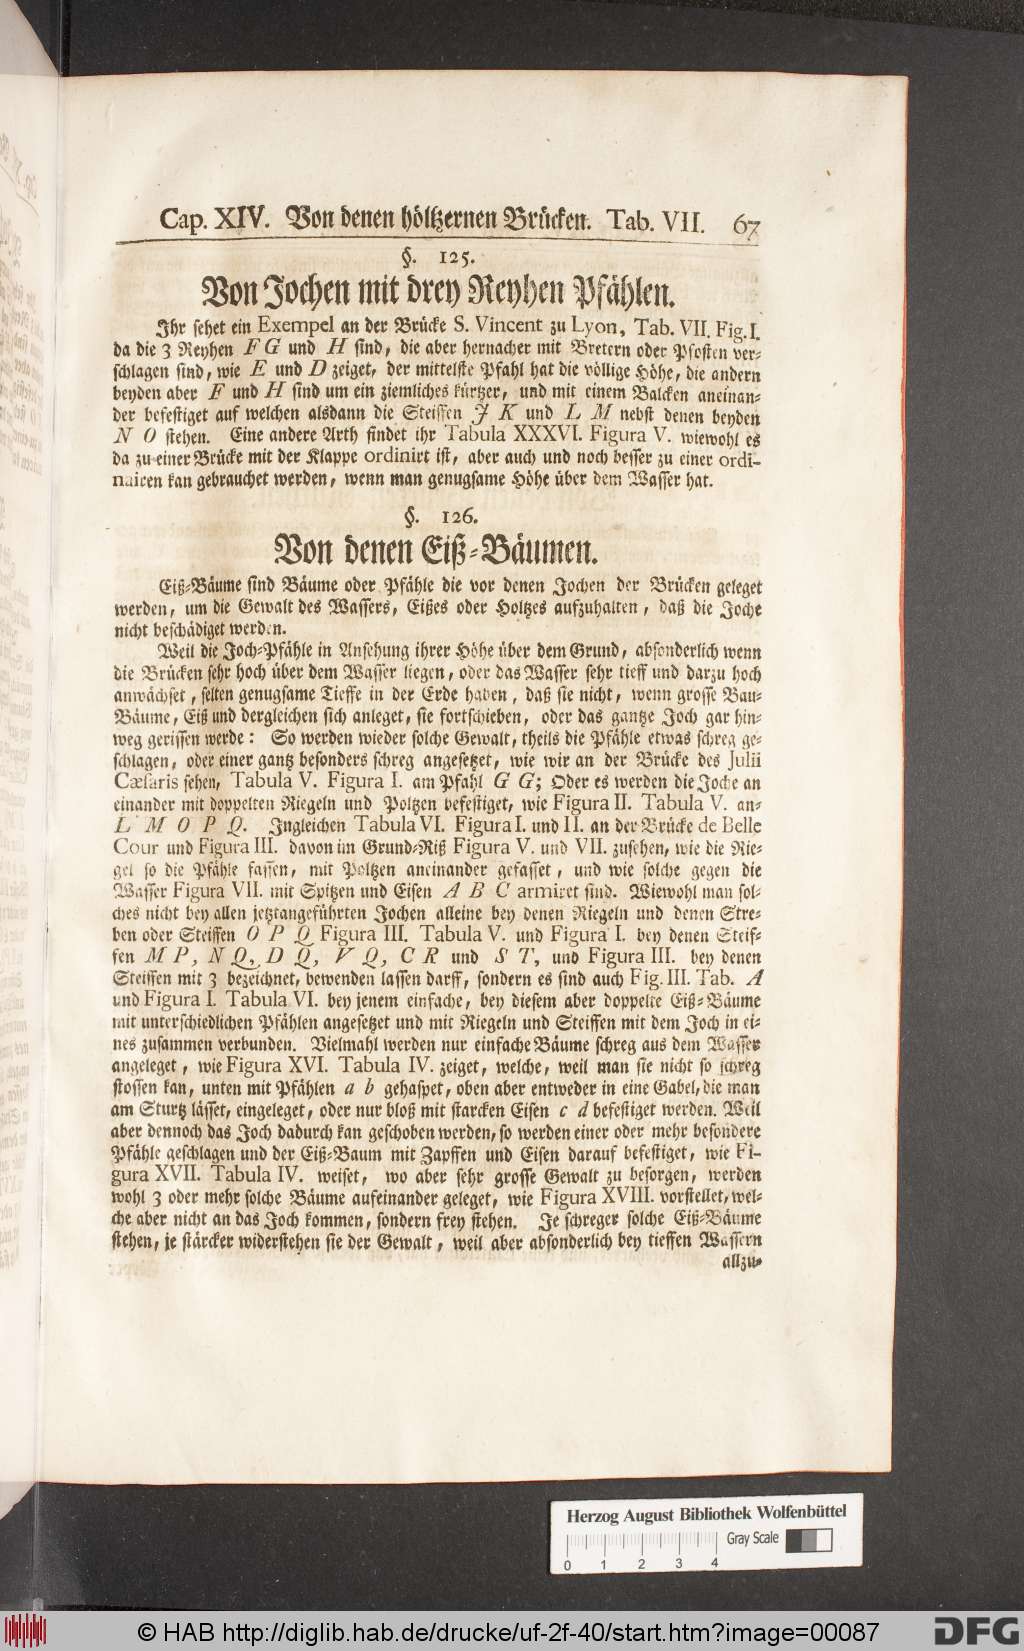 Cap. XIV. Von denen höltzernen Brücken. Tab. VII. 67
§. 125.
Von Jochen mit drey Reyhen Pfählen.
Ihr sehet ein Exempel an der Brücke S. Vincent zu Lyon, Tab. VII. Fig. I.
da die 3 Reyhen F G und H sind, die aber hernacher mit Bretern oder Pfosten ver-
schlagen sind, wie E und D zeiget, der mittelste Pfahl hat die völlige Höhe, die andern
beyden aber F und H sind um ein ziemliches kürtzer, und mit einem Balcken aneinan-
der befestiget auf welchen alsdann die Steiffen J K und L M nebst denen beyden
N O stehen. Eine andere Arth findet ihr Tabula XXXVI. Figura V. wiewohl es
da zu einer Brücke mit der Klappe ordinirt ist, aber auch und noch besser zu einer ordi-
nairen kan gebrauchet werden, wenn man genugsame Höhe über dem Wasser hat.
§. 126.
Von denen Eiß-Bäumen.
Eiß-Bäume sind Bäume oder Pfähle die vor denen Jochen der Brücken geleget
werden, um die Gewalt des Wassers, Eißes oder Holtzes aufzuhalten, daß die Joche
nicht beschädiget werden.
Weil die Joch-Pfähle in Ansehung ihrer Höhe über dem Grund, absonderlich wenn
die Brücken sehr hoch über dem Wasser liegen, oder das Wasser sehr tieff und darzu hoch
anwächset, selten genugsame Tieffe in der Erde haben, daß sie nicht, wenn grosse Bau-
Bäume, Eiß und dergleichen sich anleget, sie fortschieben, oder das gantze Joch gar hin-
weg gerissen werde: So werden wieder solche Gewalt, theils die Pfähle etwas schreg ge-
schlagen, oder einer gantz besonders schreg angesetzet, wie wir an der Brücke des Julii
Cæsaris sehen, Tabula V. Figura I. am Pfahl G G; Oder es werden die Joche an
einander mit doppelten Riegeln und Poltzen befestiget, wie Figura II. Tabula V. an-
L M O P Q. Ingleichen Tabula VI. Figura I. und II. an der Brücke de Belle
Cour und Figura III. davon im Grund-Riß Figura V. und VII. zusehen, wie die Rie-
gel so die Pfähle fassen, mit Poltzen aneinander gefasset, und wie solche gegen die
Wasser Figura VII. mit Spitzen und Eisen A B C armiret sind. Wiewohl man sol-
ches nicht bey allen jetztangeführten Jochen alleine bey denen Riegeln und denen Stre-
ben oder Steiffen O P Q Figura III. Tabula V. und Figura I. bey denen Steif-
fen M P, N Q, D Q, V Q, C R und S T, und Figura III. bey denen
Steiffen mit 3 bezeichnet, bewenden lassen darff, sondern es sind auch Fig. III. Tab. A
und Figura I. Tabula VI. bey jenem einfache, bey diesem aber doppelte Eiß-Bäume
mit unterschiedlichen Pfählen angesetzet und mit Riegeln und Steiffen mit dem Joch in ei-
nes zusammen verbunden. Vielmahl werden nur einfache Bäume schreg aus dem Wasser
angeleget, wie Figura XVI. Tabula IV. zeiget, welche, weil man sie nicht so schreg
stossen kan, unten mit Pfählen a b gehaspet, oben aber entweder in eine Gabel, die man
am Sturtz lässet, eingeleget, oder nur bloß mit starcken Eisen c d befestiget werden. Weil
aber dennoch das Joch dadurch kan geschoben werden, so werden einer oder mehr besondere
Pfähle geschlagen und der Eiß-Baum mit Zapffen und Eisen darauf befestiget, wie Fi-
gura XVII. Tabula IV. weiset, wo aber sehr grosse Gewalt zu besorgen, werden
wohl 3 oder mehr solche Bäume aufeinander geleget, wie Figura XVIII. vorstellet, wel-
che aber nicht an das Joch kommen, sondern frey stehen. Je schreger solche Eiß-Bäume
stehen, je stärcker widerstehen sie der Gewalt, weil aber absonderlich bey tieffen Wassern
allzu-
Herzog August Bibliothek Wolfenbüttel
Gray Scale
0 1 2 3 4
© HAB http://diglib.hab.de/drucke/uf-2f-40/start.htm?image=00087
DFG